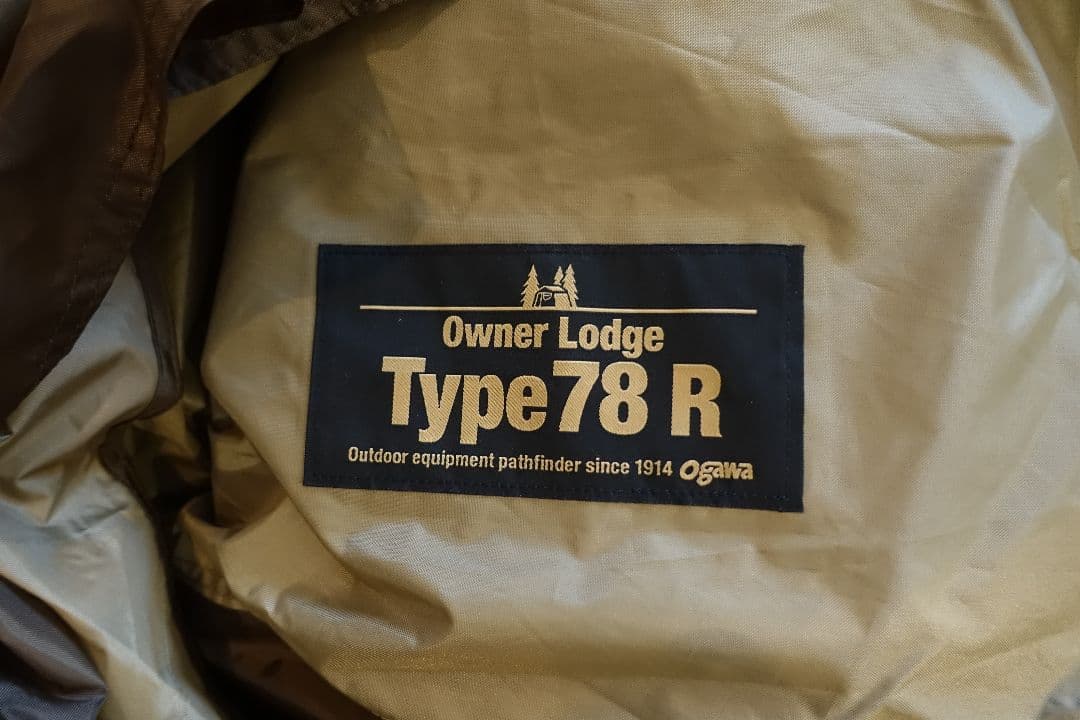 Owner Lodge
Type78 R
Outdoor equipment pathfinder since 1914 ogawa